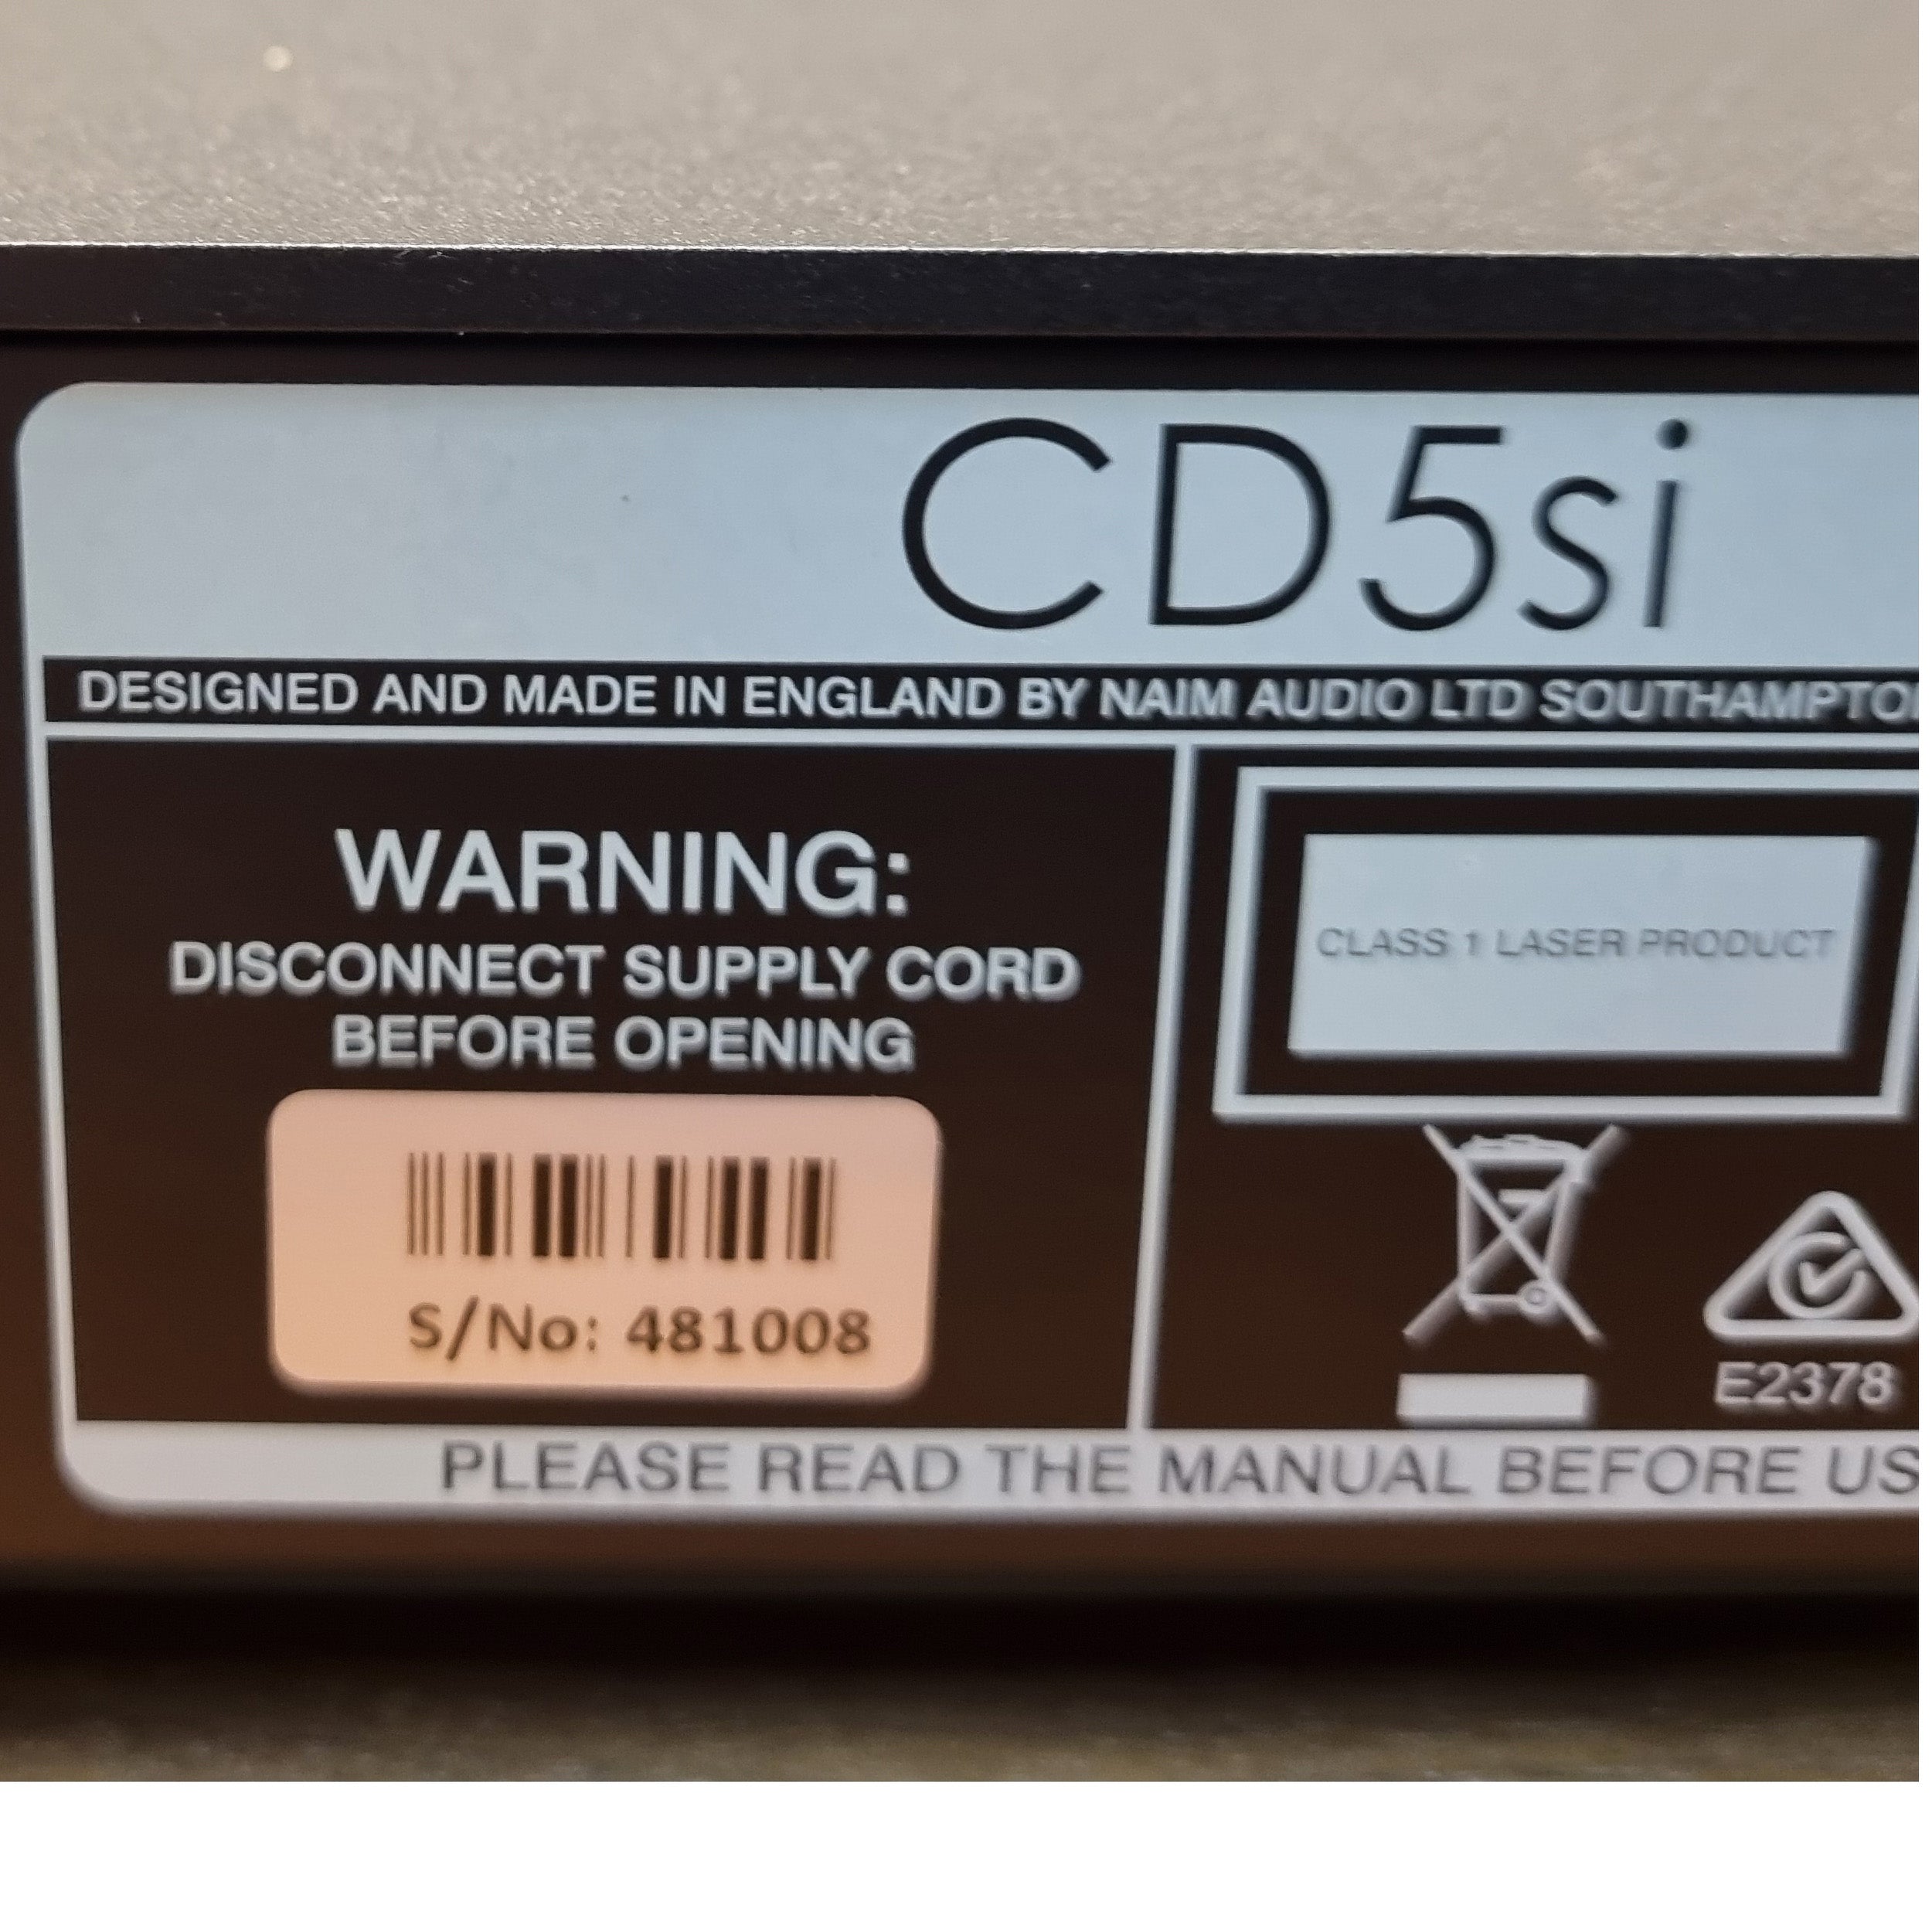 CD5si
DESIGNED AND MADE IN ENGLAND BY NAIM AUDIO LTD SOUTHAMPTO
WARNING:
DISCONNECT SUPPLY CORD
BEFORE OPENING
S/No: 481008
CLASS 1 LASER PRODUCT
E2378
PLEASE READ THE MANUAL BEFORE US